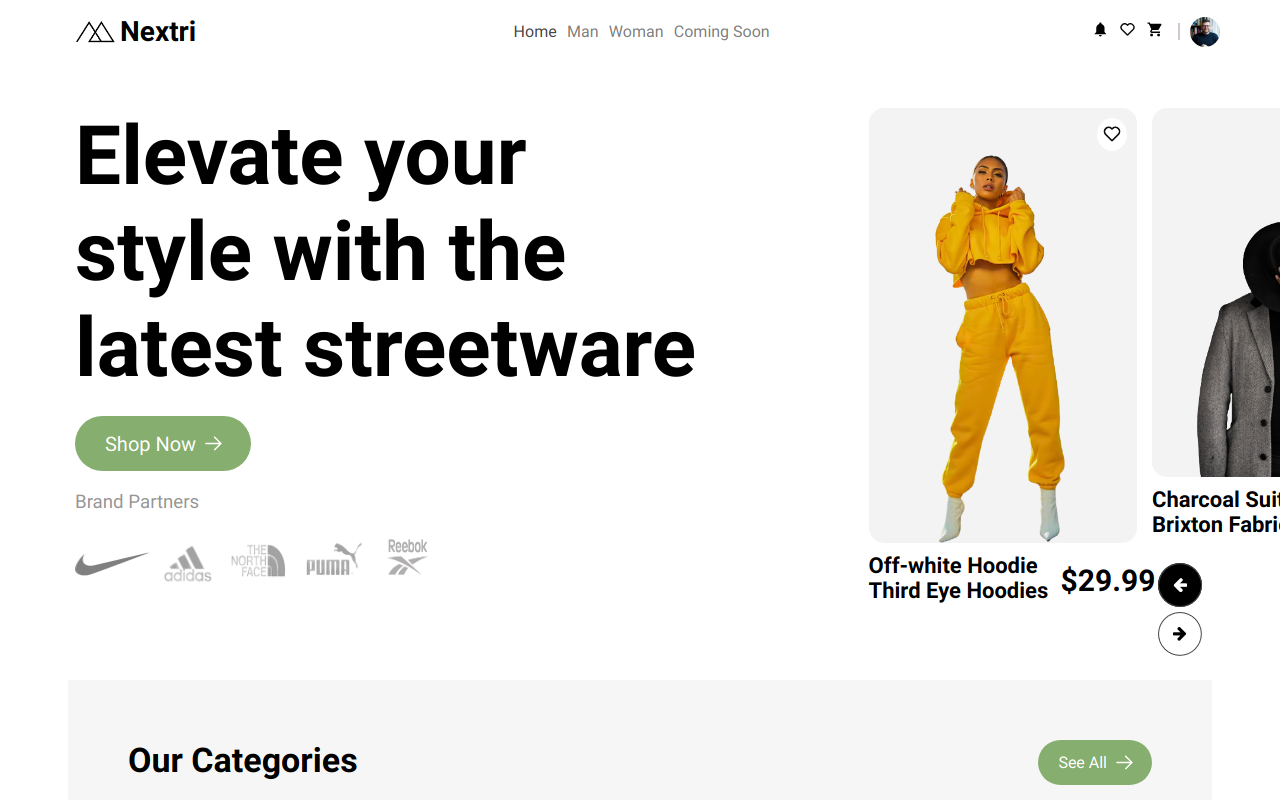 Nextri
Home Man Woman Coming Soon
Elevate your
style with the
latest streetware
Shop Now
Brand Partners
adidas
THE
NORTH
FACE
PUMA
Reebok
Off-white Hoodie
Third Eye Hoodies
$29.99
Charcoal Suit
Brixton Fabri
Our Categories
See All